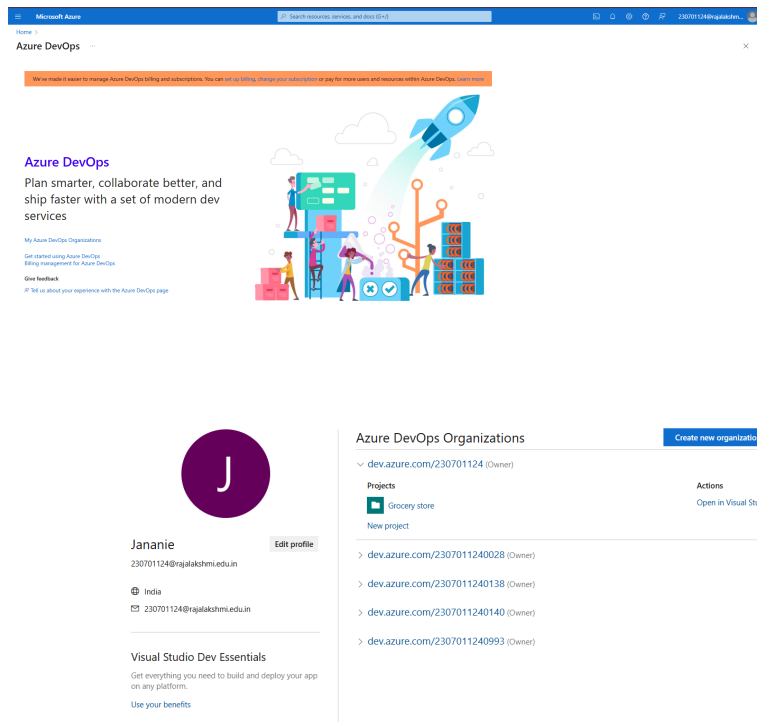 Microsoft Azure
Search resources, services, and docs (G+/)
230701124@rajalakshm...
Home >
Azure DevOps ...
We've made it easier to manage Azure DevOps billing and subscriptions. You can set up billing, change your subscription or pay for more users and resources within Azure DevOps. Learn more
Azure DevOps
Plan smarter, collaborate better, and
ship faster with a set of modern dev
services
My Azure DevOps Organizations
Get started using Azure DevOps
Billing management for Azure DevOps
Give feedback
Tell us about your experience with the Azure DevOps page
J
Jananie
Edit profile
230701124@rajalakshmi.edu.in
India
230701124@rajalakshmi.edu.in
Visual Studio Dev Essentials
Get everything you need to build and deploy your app
on any platform.
Use your benefits
Azure DevOps Organizations
Create new organizatio
dev.azure.com/230701124 (Owner)
Projects
Actions
Grocery store
Open in Visual Stu
New project
dev.azure.com/2307011240028 (Owner)
dev.azure.com/2307011240138 (Owner)
dev.azure.com/2307011240140 (Owner)
dev.azure.com/2307011240993 (Owner)